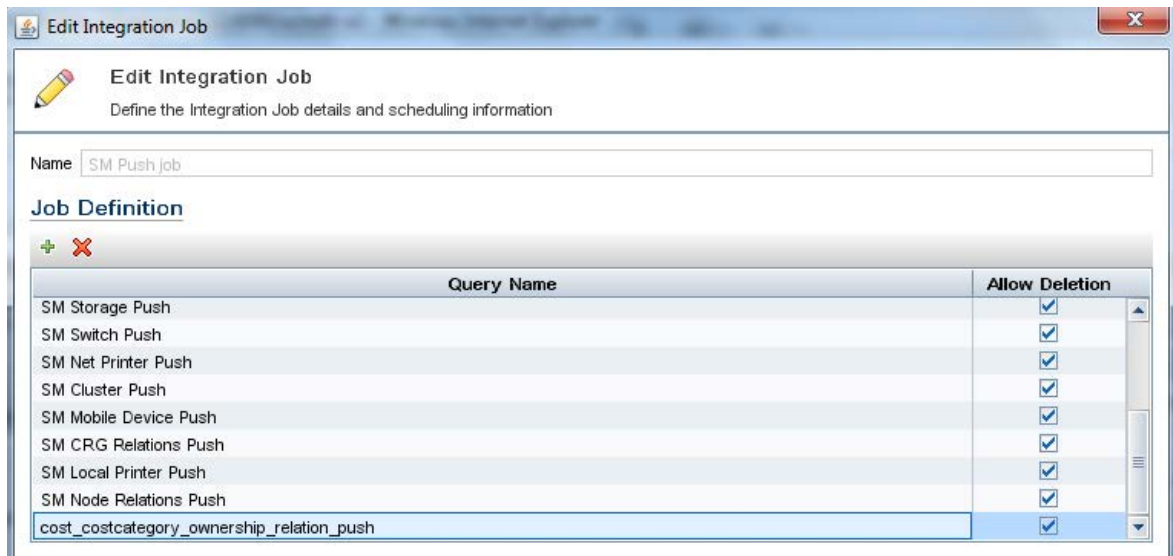 Edit Integration Job
Edit Integration Job
Define the Integration Job details and scheduling information
Name SM Push job
Job Definition
Query Name Allow Deletion
SM Storage Push
SM Switch Push
SM Net Printer Push
SM Cluster Push
SM Mobile Device Push
SM CRG Relations Push
SM Local Printer Push
SM Node Relations Push
cost_costcategory_ownership_relation_push